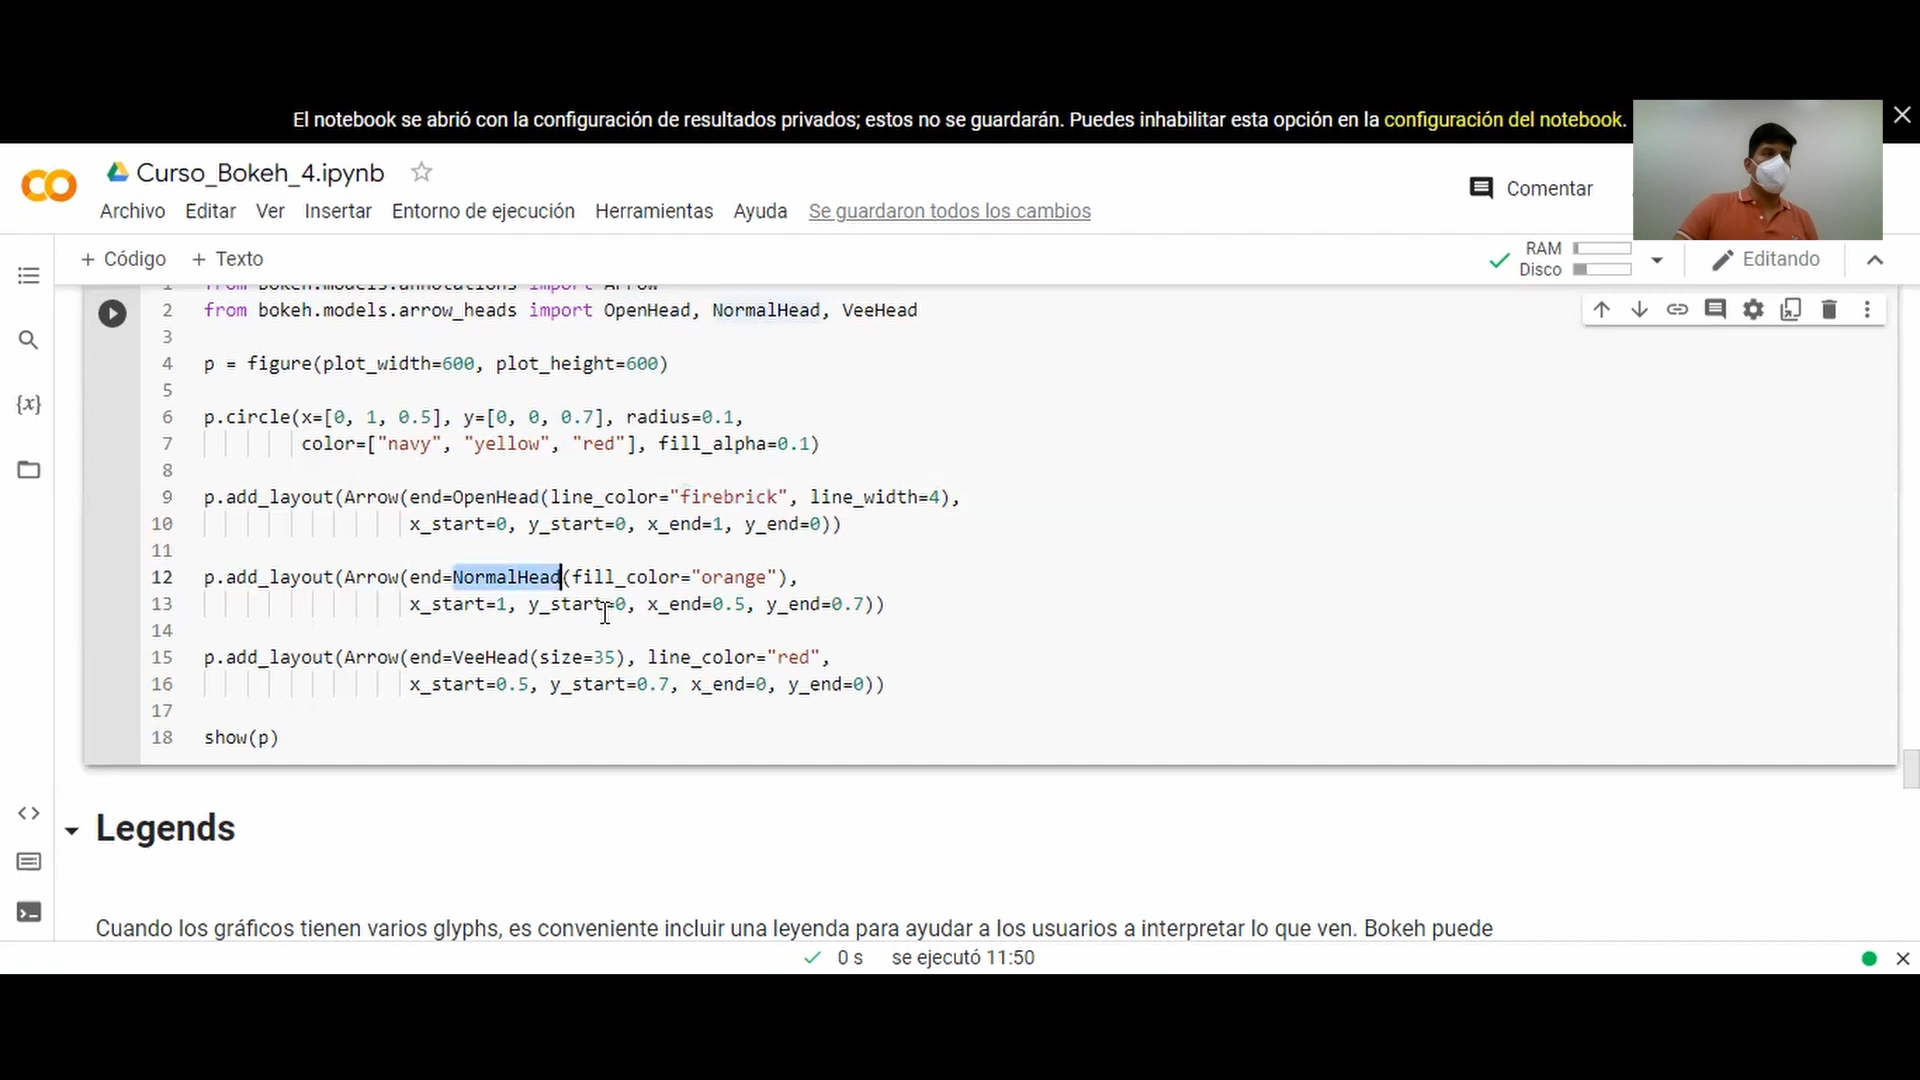 El notebook se abrió con la configuración de resultados privados; estos no se guardarán. Puedes inhabilitar esta opción en la configuración del notebook.
Curso_Bokeh_4.ipynb
Comentar
Archivo Editar Ver Insertar Entorno de ejecución Herramientas Ayuda Se guardaron todos los cambios
+ Código + Texto
RAM
Disco
Editando
1 from bokeh.models.annotations import Arrow
2 from bokeh.models.arrow_heads import OpenHead, NormalHead, VeeHead
3
4 p = figure(plot_width=600, plot_height=600)
5
6 p.circle(x=[0, 1, 0.5], y=[0, 0, 0.7], radius=0.1,
7 color=["navy", "yellow", "red"], fill_alpha=0.1)
8
9 p.add_layout(Arrow(end=OpenHead(line_color="firebrick", line_width=4),
10 x_start=0, y_start=0, x_end=1, y_end=0))
11
12 p.add_layout(Arrow(end=NormalHead(fill_color="orange"),
13 x_start=1, y_start=0, x_end=0.5, y_end=0.7))
14
15 p.add_layout(Arrow(end=VeeHead(size=35), line_color="red",
16 x_start=0.5, y_start=0.7, x_end=0, y_end=0))
17
18 show(p)
Legends
Cuando los gráficos tienen varios glyphs, es conveniente incluir una leyenda para ayudar a los usuarios a interpretar lo que ven. Bokeh puede
0 s se ejecutó 11:50